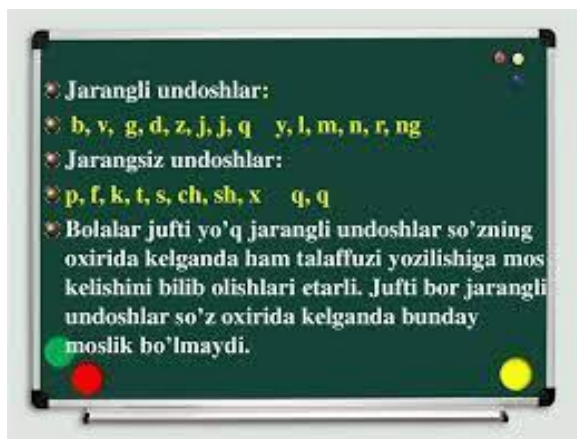 Jarangli undoshlar:
b, v, g, d, z, j, j, q y, l, m, n, r, ng
Jarangsiz undoshlar:
p, f, k, t, s, ch, sh, x q, q
Bolalar jufti yo’q jarangli undoshlar so’zning
oxirida kelganda ham talaffuzi yozilishiga mos
kelishini bilib olishlari etarli. Jufti bor jarangli
undoshlar so’z oxirida kelganda bunday
moslik bo’lmaydi.